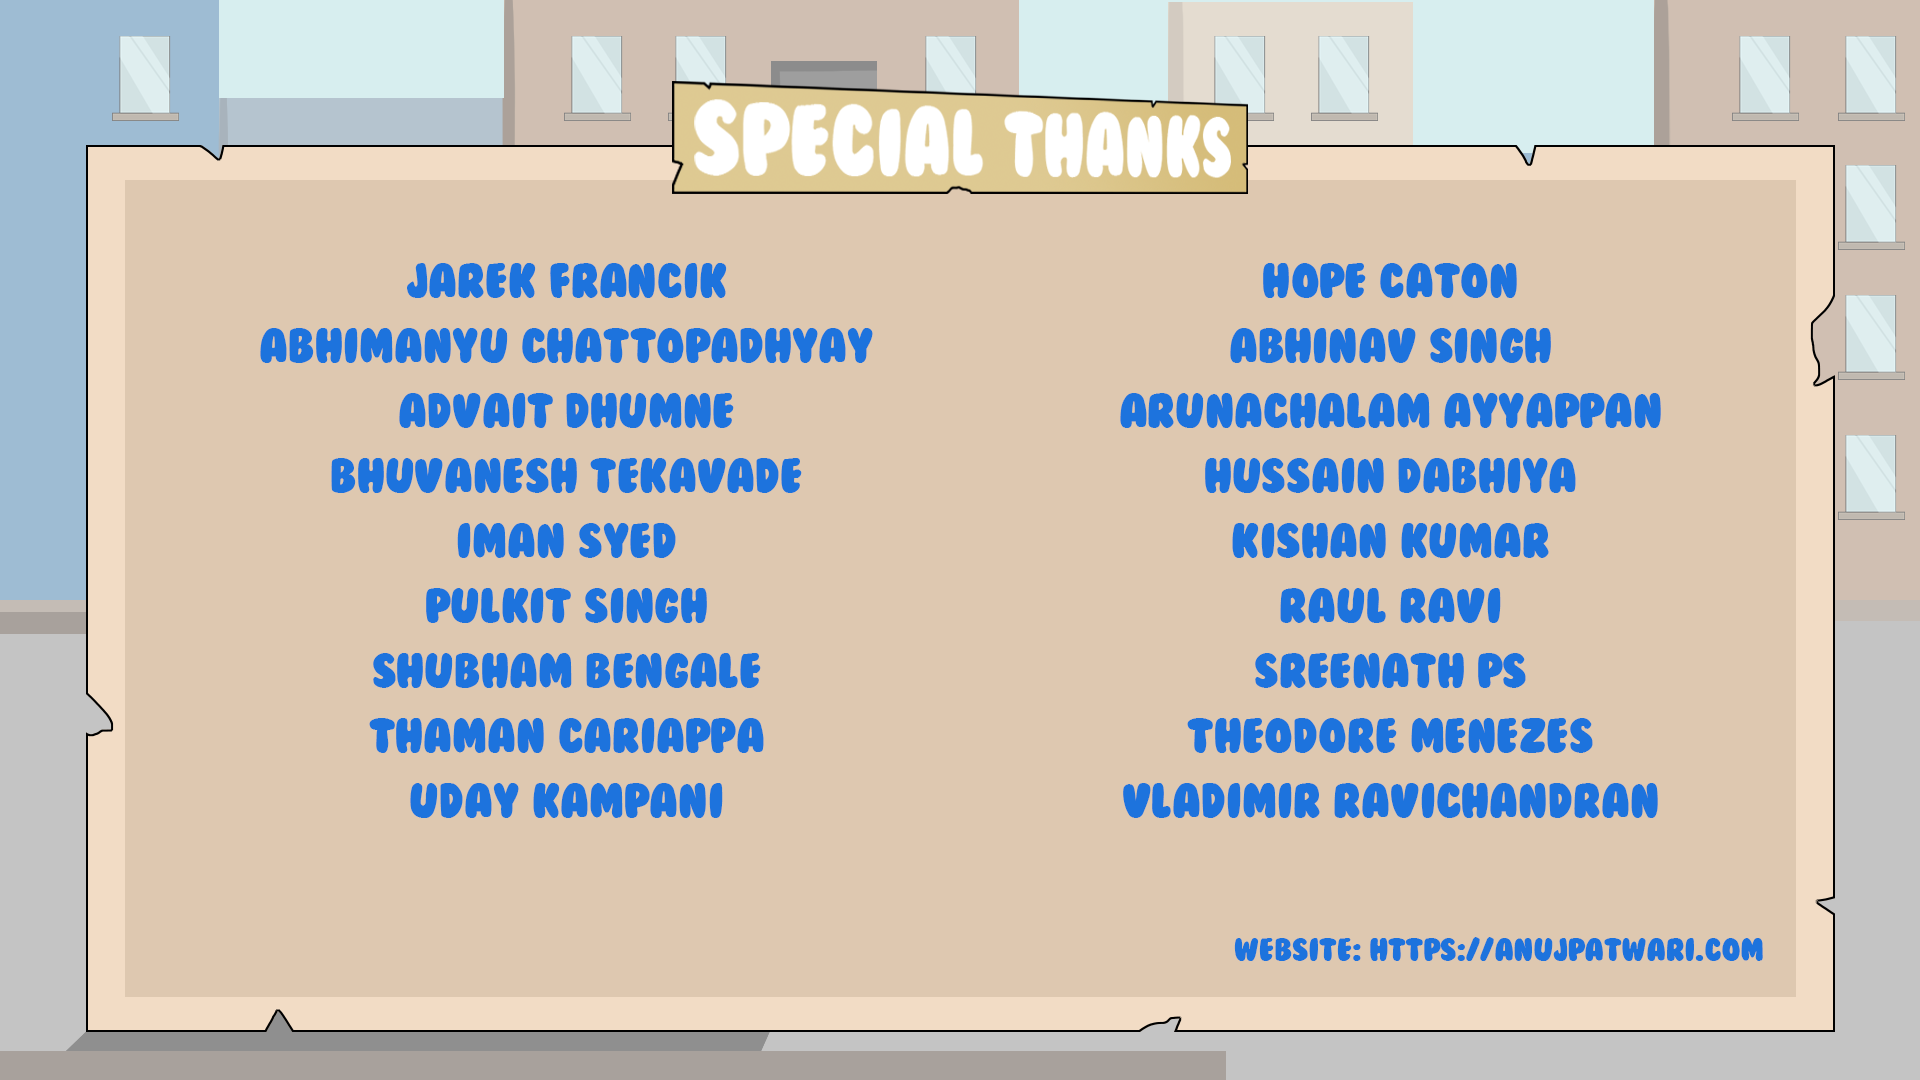 SPECIAL THANKS
JAREK FRANCIK
ABHIMANYU CHATTOPADHYAY
ADVAIT DHUMNE
BHUVANESH TEKAVADE
IMAN SYED
PULKIT SINGH
SHUBHAM BENGALE
THAMAN CARIAPPA
UDAY KAMPANI
HOPE CATON
ABHINAV SINGH
ARUNACHALAM AYYAPPAN
HUSSAIN DABHIYA
KISHAN KUMAR
RAUL RAVI
SREENATH PS
THEODORE MENEZES
VLADIMIR RAVICHANDRAN
WEBSITE: HTTPS://ANUJPATWARI.COM